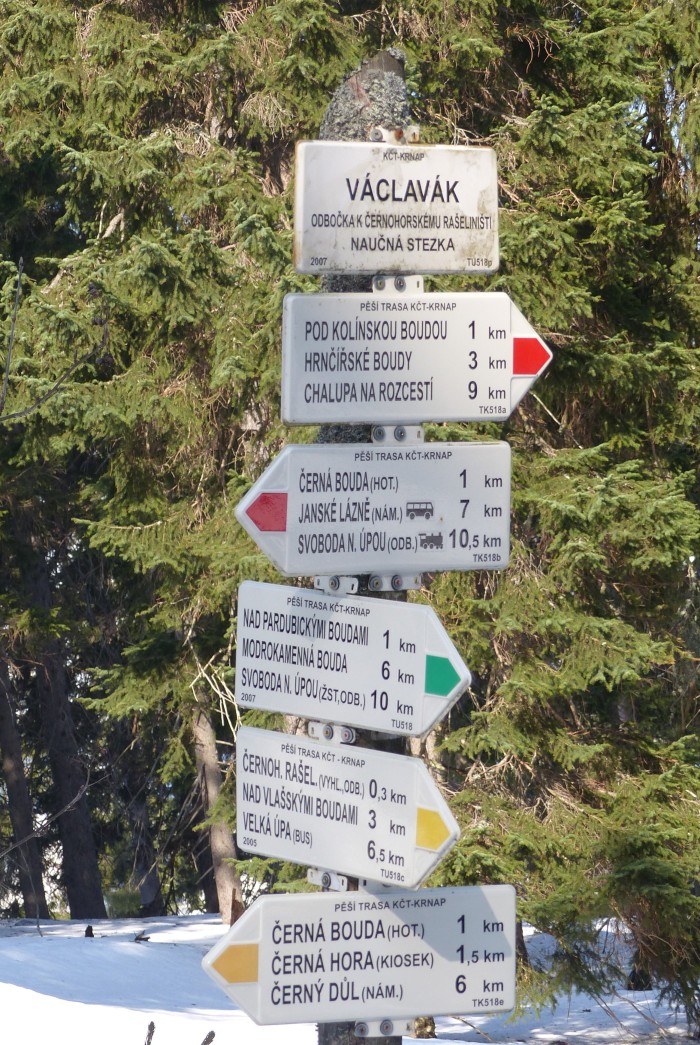 KČT-KRNAP
VÁCLAVÁK
ODBOČKA K ČERNOHORSKÉMU RAŠELINIŠTI
NAUČNÁ STEZKA
2007 TU518p
PĚŠÍ TRASA KČT-KRNAP
POD KOLÍNSKOU BOUDOU 1 km
HRNČÍŘSKÉ BOUDY 3 km
CHALUPA NA ROZCESTÍ 9 km
TK518a
PĚŠÍ TRASA KČT-KRNAP
ČERNÁ BOUDA (HOT.) 1 km
JANSKÉ LÁZNĚ (NÁM.) 7 km
SVOBODA N. ÚPOU (ODB.) 10,5 km
TK518b
PĚŠÍ TRASA KČT-KRNAP
NAD PARDUBICKÝMI BOUDAMI 1 km
MODROKAMENNÁ BOUDA 6 km
SVOBODA N. ÚPOU (ŽST,ODB.) 10 km
2007 TU518
PĚŠÍ TRASA KČT - KRNAP
ČERNOH. RAŠEL. (VYHL,ODB.) 0,3 km
NAD VLAŠSKÝMI BOUDAMI 3 km
VELKÁ ÚPA (BUS) 6,5 km
2005 TU518c
PĚŠÍ TRASA KČT-KRNAP
ČERNÁ BOUDA (HOT.) 1 km
ČERNÁ HORA (KIOSEK) 1,5 km
ČERNÝ DŮL (NÁM.) 6 km
TK518e